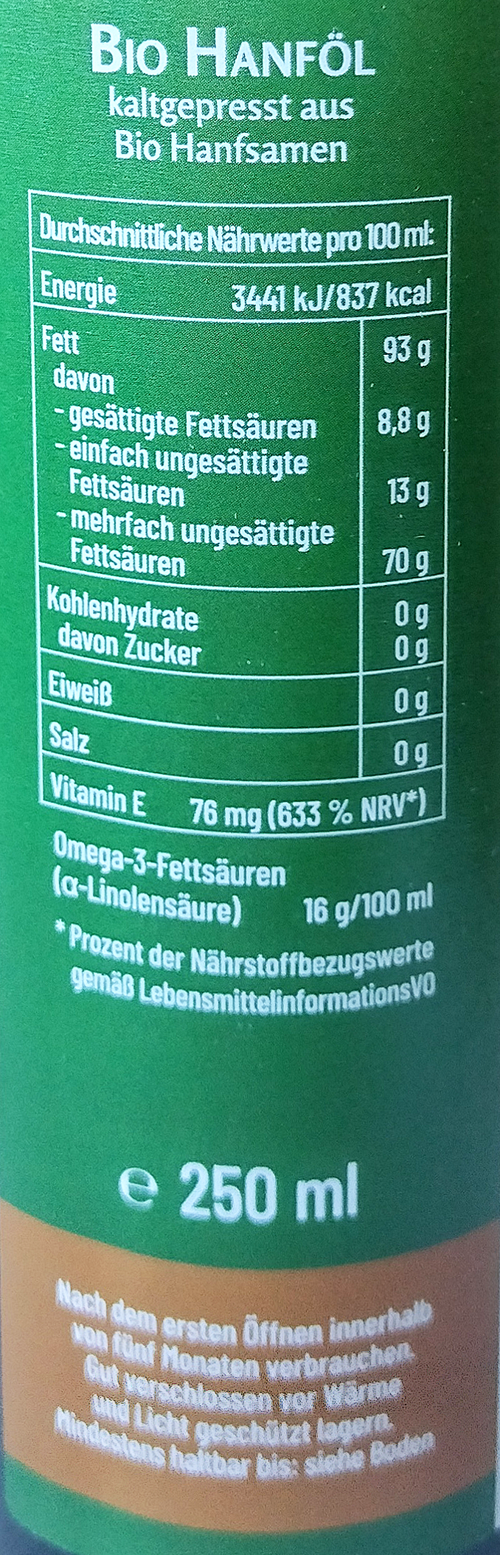 BIO HANFÖL
kaltgepresst aus
Bio Hanfsamen
Durchschnittliche Nährwerte pro 100 ml:
Energie 3441 kJ/837 kcal
Fett 93 g
davon
- gesättigte Fettsäuren 8,8 g
- einfach ungesättigte
Fettsäuren 13 g
- mehrfach ungesättigte
Fettsäuren 70 g
Kohlenhydrate 0 g
davon Zucker 0 g
Eiweiß 0 g
Salz 0 g
Vitamin E 76 mg (633 % NRV*)
Omega-3-Fettsäuren
(α-Linolensäure) 16 g/100 ml
* Prozent der Nährstoffbezugswerte
gemäß LebensmittelinformationsVO
℮ 250 ml
Nach dem ersten Öffnen innerhalb
von fünf Monaten verbrauchen.
Gut verschlossen vor Wärme
und Licht geschützt lagern.
Mindestens haltbar bis: siehe Boden